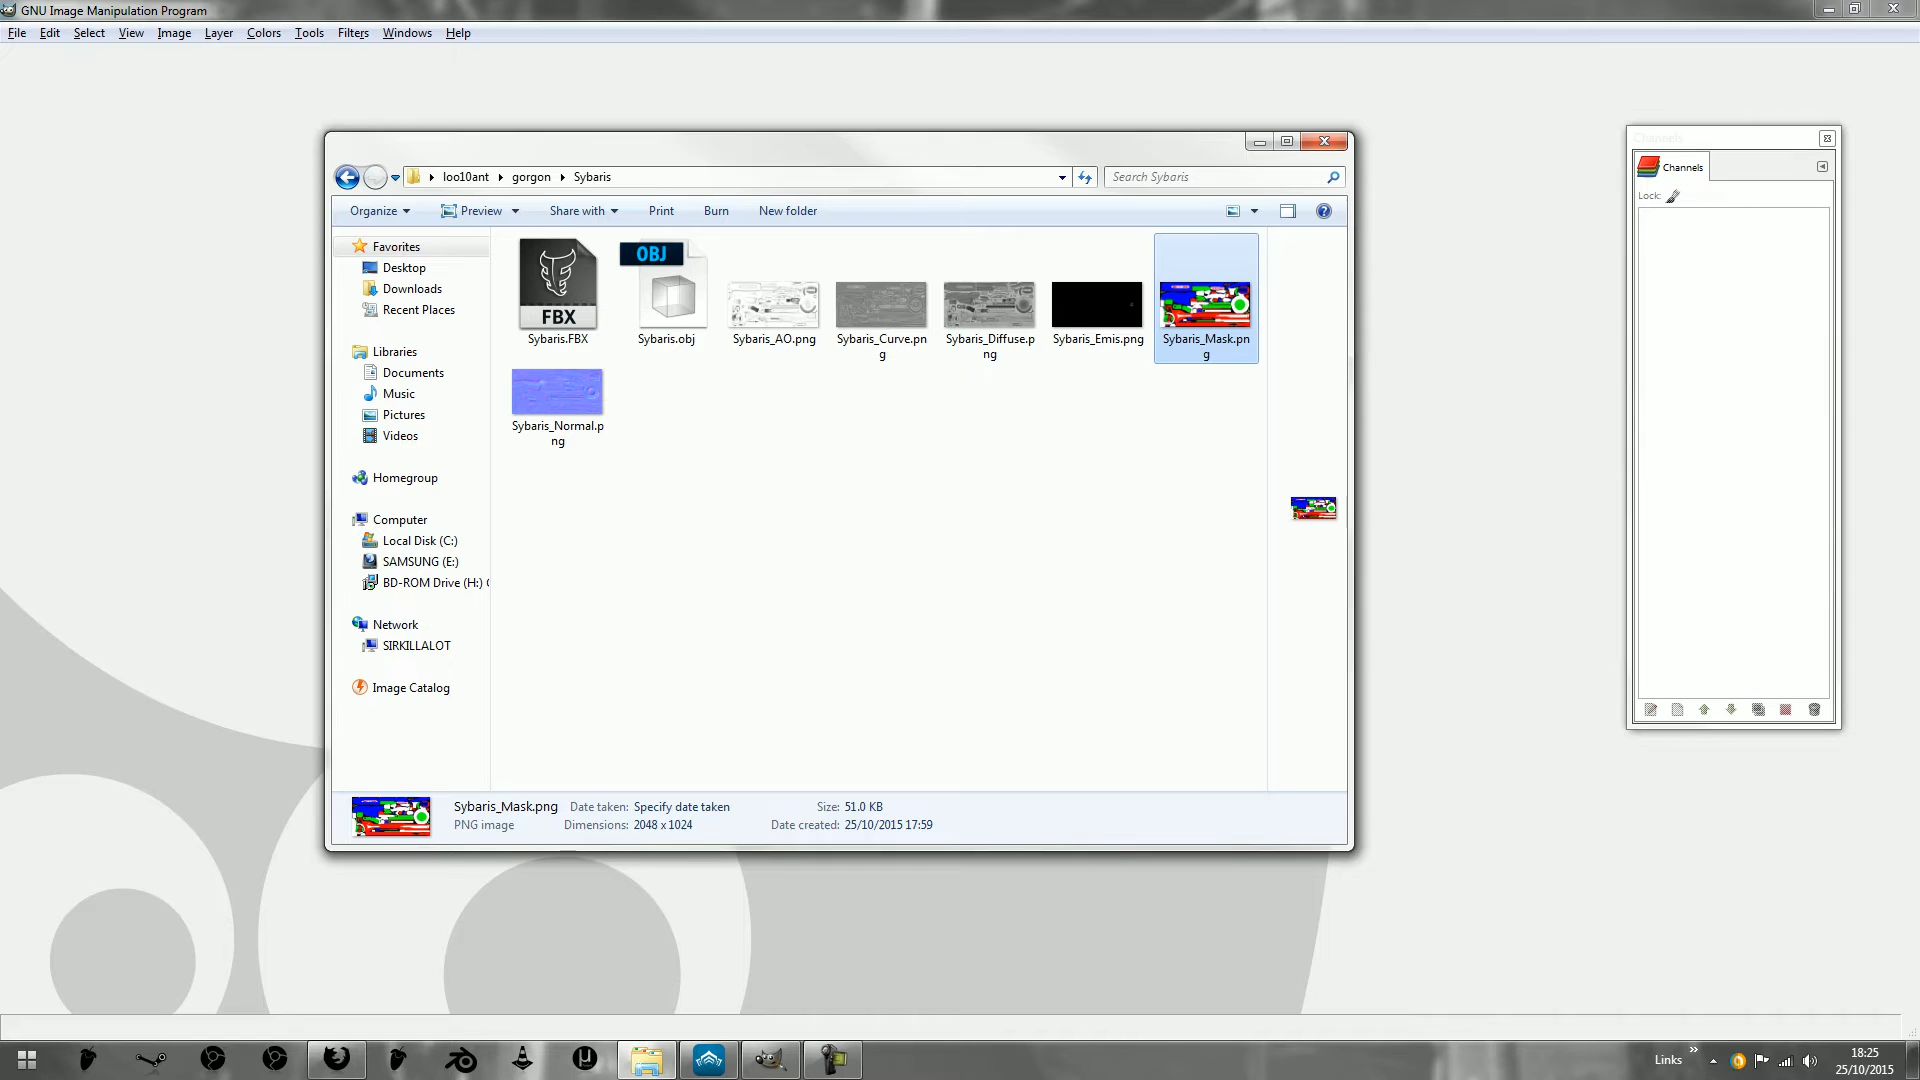 GNU Image Manipulation Program
File Edit Select View Image Layer Colors Tools Filters Windows Help
loo10ant gorgon Sybaris
Search Sybaris
Organize Preview Share with Print Burn New folder
Favorites
Desktop
Downloads
Recent Places
Libraries
Documents
Music
Pictures
Videos
Homegroup
Computer
Local Disk (C:)
SAMSUNG (E:)
BD-ROM Drive (H:)
Network
SIRKILLALOT
Image Catalog
FBX
Sybaris.FBX
OBJ
Sybaris.obj
Sybaris_AO.png
Sybaris_Curve.pn
g
Sybaris_Diffuse.p
ng
Sybaris_Emis.png
Sybaris_Mask.pn
g
Sybaris_Normal.p
ng
Sybaris_Mask.png Date taken: Specify date taken Size: 51.0 KB
PNG image Dimensions: 2048 x 1024 Date created: 25/10/2015 17:59
Channels
Channels
Lock:
Links
18:25
25/10/2015